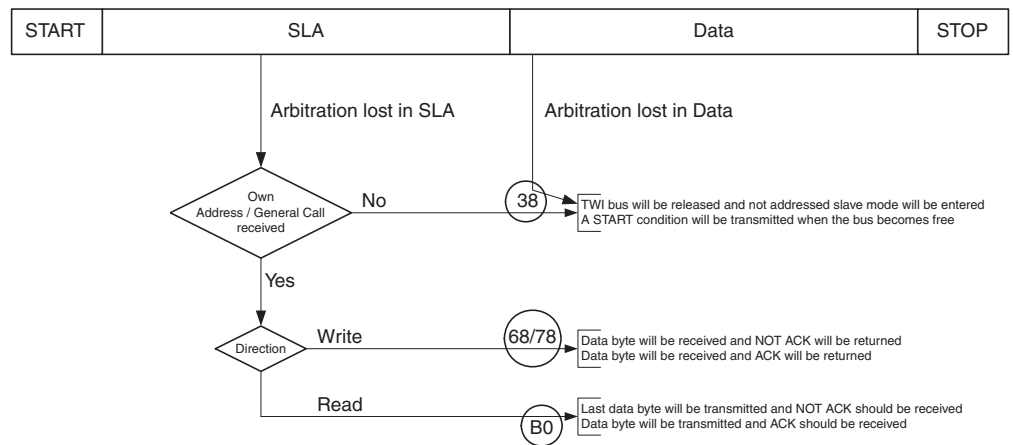 START SLA Data STOP
Arbitration lost in SLA Arbitration lost in Data
Own
Address / General Call
received
No
38
TWI bus will be released and not addressed slave mode will be entered
A START condition will be transmitted when the bus becomes free
Yes
Direction
Write
68/78
Data byte will be received and NOT ACK will be returned
Data byte will be received and ACK will be returned
Read
B0
Last data byte will be transmitted and NOT ACK should be received
Data byte will be transmitted and ACK should be received